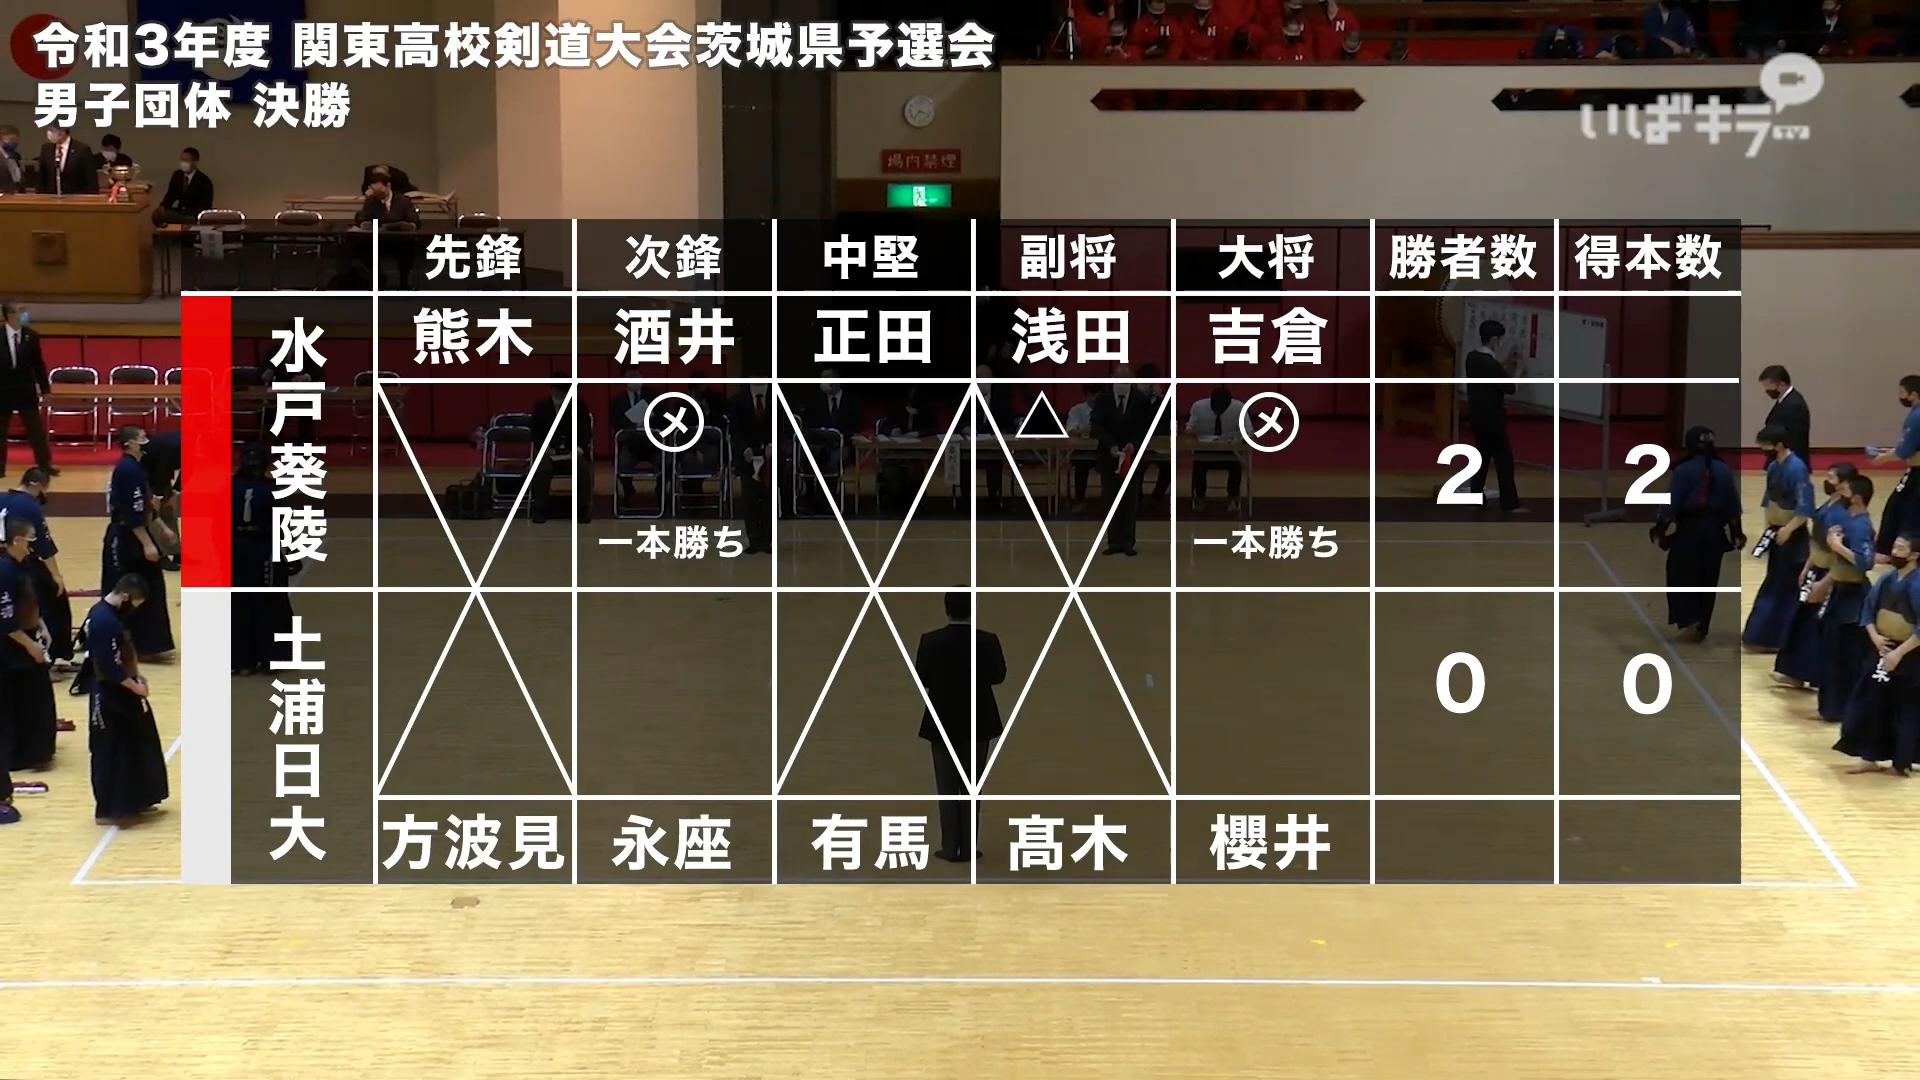 令和3年度 関東高校剣道大会茨城県予選会
男子団体 決勝
いばキラTV
場内禁煙
先鋒 次鋒 中堅 副将 大将 勝者数 得本数
水戸葵陵 熊木 酒井 正田 浅田 吉倉
㋱ △ ㋱ 2 2
一本勝ち 一本勝ち
土浦日大 0 0
方波見 永座 有馬 髙木 櫻井